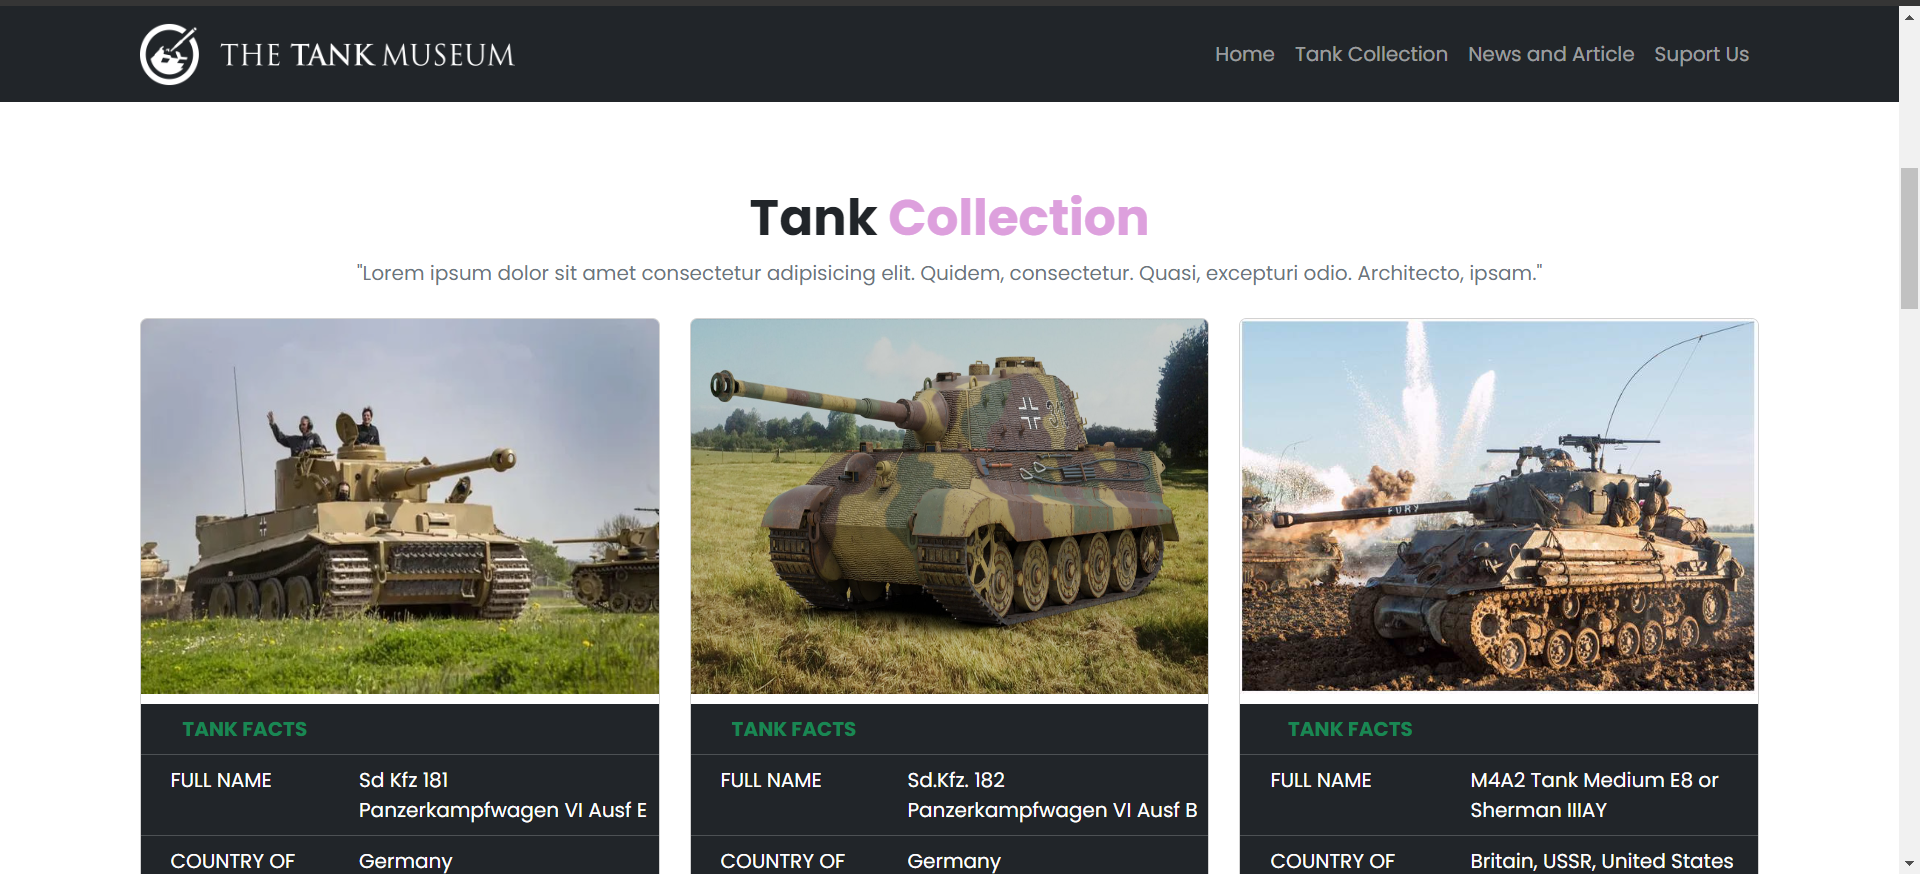 THE TANK MUSEUM
Home Tank Collection News and Article Suport Us
Tank Collection
"Lorem ipsum dolor sit amet consectetur adipisicing elit. Quidem, consectetur. Quasi, excepturi odio. Architecto, ipsam."
FURY
TANK FACTS
FULL NAME Sd Kfz 181
Panzerkampfwagen VI Ausf E
COUNTRY OF Germany
TANK FACTS
FULL NAME Sd.Kfz. 182
Panzerkampfwagen VI Ausf B
COUNTRY OF Germany
TANK FACTS
FULL NAME M4A2 Tank Medium E8 or
Sherman IIIAY
COUNTRY OF Britain, USSR, United States